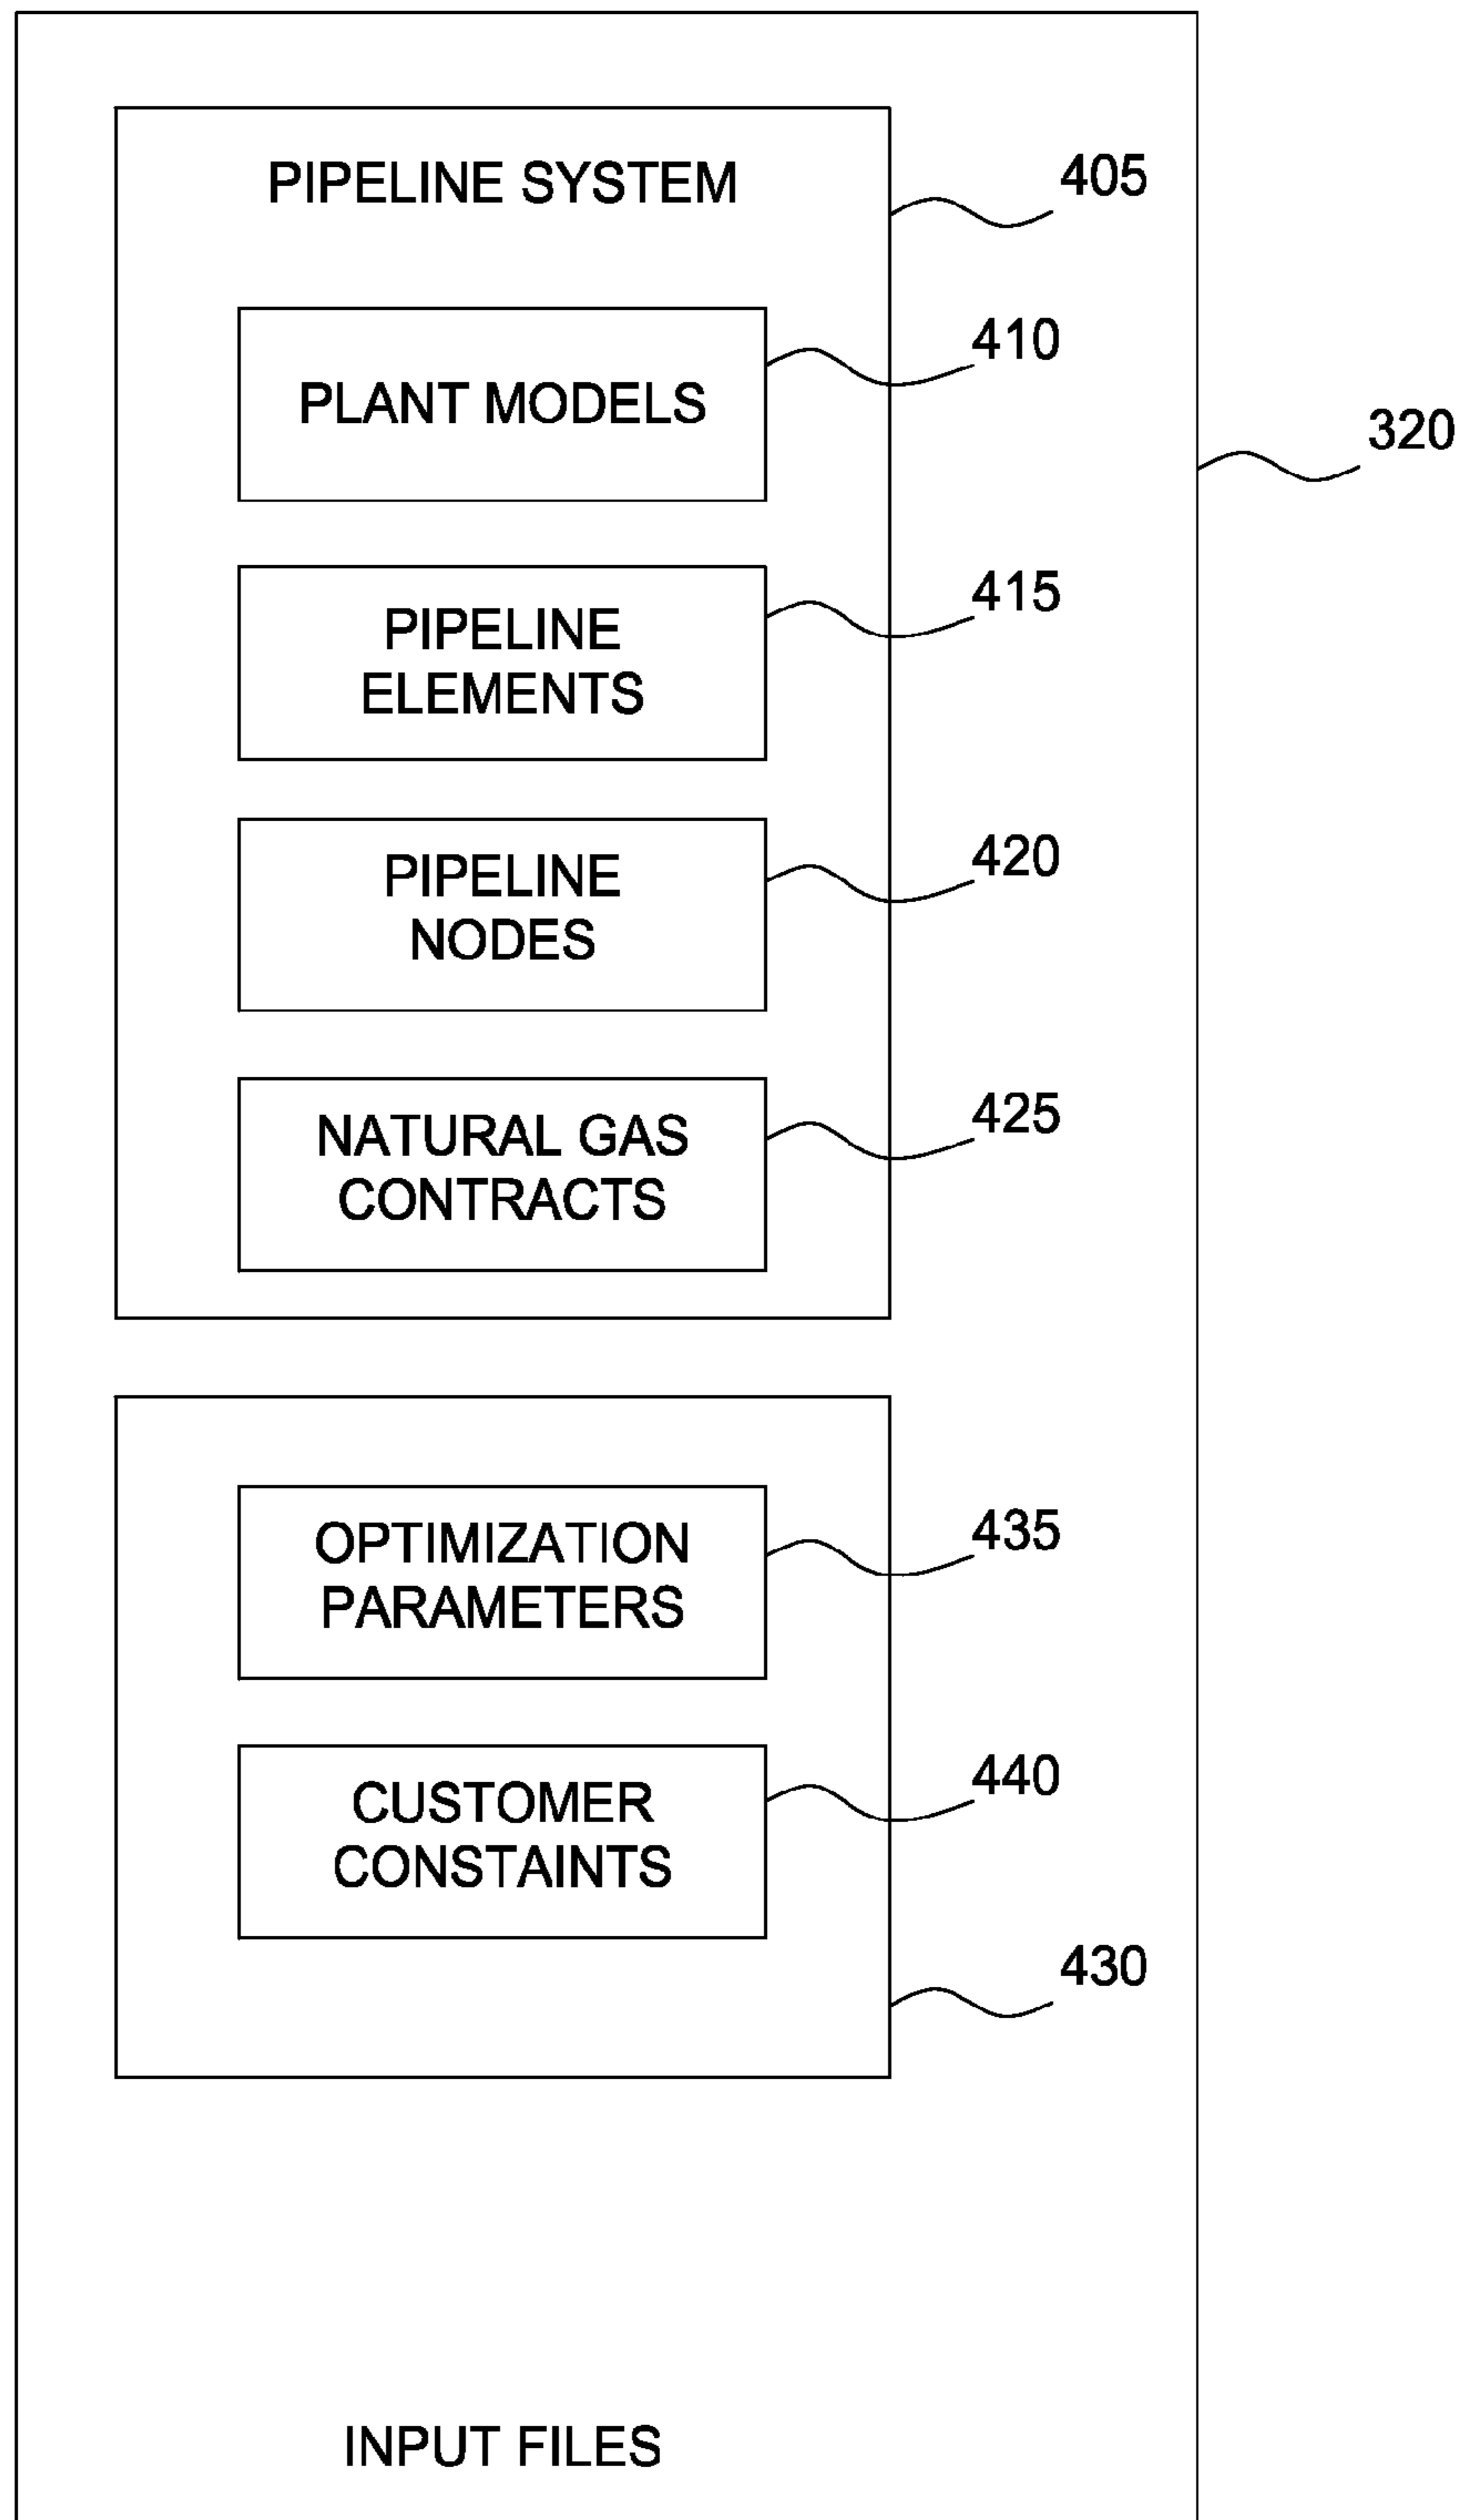 PIPELINE SYSTEM
405
PLANT MODELS
410
320
PIPELINE
ELEMENTS
415
PIPELINE
NODES
420
NATURAL GAS
CONTRACTS
425
OPTIMIZATION
PARAMETERS
435
CUSTOMER
CONSTAINTS
440
430
INPUT FILES